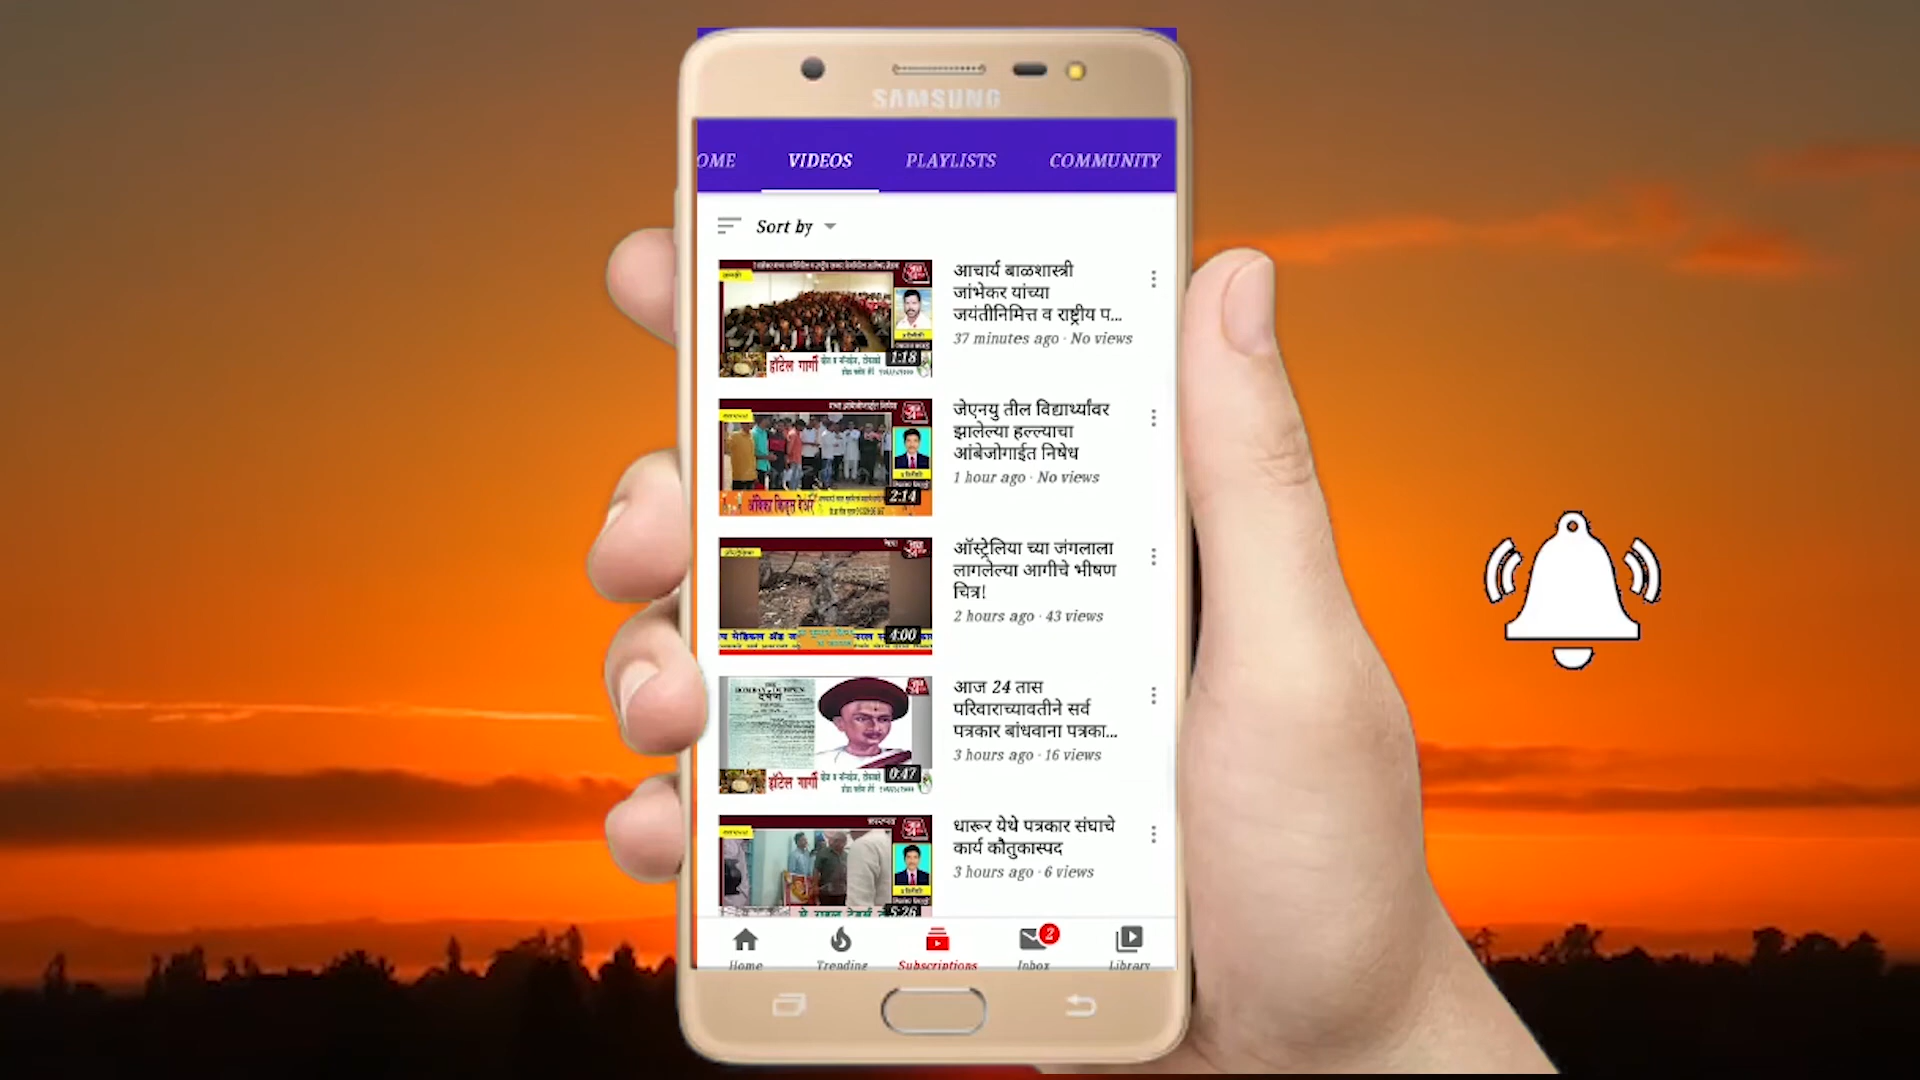 SAMSUNG
OME VIDEOS PLAYLISTS COMMUNITY
Sort by
आचार्य बाळशास्त्री
जांभेकर यांच्या
जयंतीनिमित्त व राष्ट्रीय प...
37 minutes ago · No views
हॉटेल गार्गी
1:18
जेएनयु तील विद्यार्थ्यांवर
झालेल्या हल्ल्याचा
आंबेजोगाईत निषेध
1 hour ago · No views
अंबिका किड्स वेअर
2:14
ऑस्ट्रेलिया च्या जंगलाला
लागलेल्या आगीचे भीषण
चित्र!
2 hours ago · 43 views
4:00
आज 24 तास
परिवाराच्यावतीने सर्व
पत्रकार बांधवाना पत्रका...
3 hours ago · 16 views
हॉटेल गार्गी
0:47
धारूर येथे पत्रकार संघाचे
कार्य कौतुकास्पद
3 hours ago · 6 views
5:26
2
Home Trending Subscriptions Inbox Library